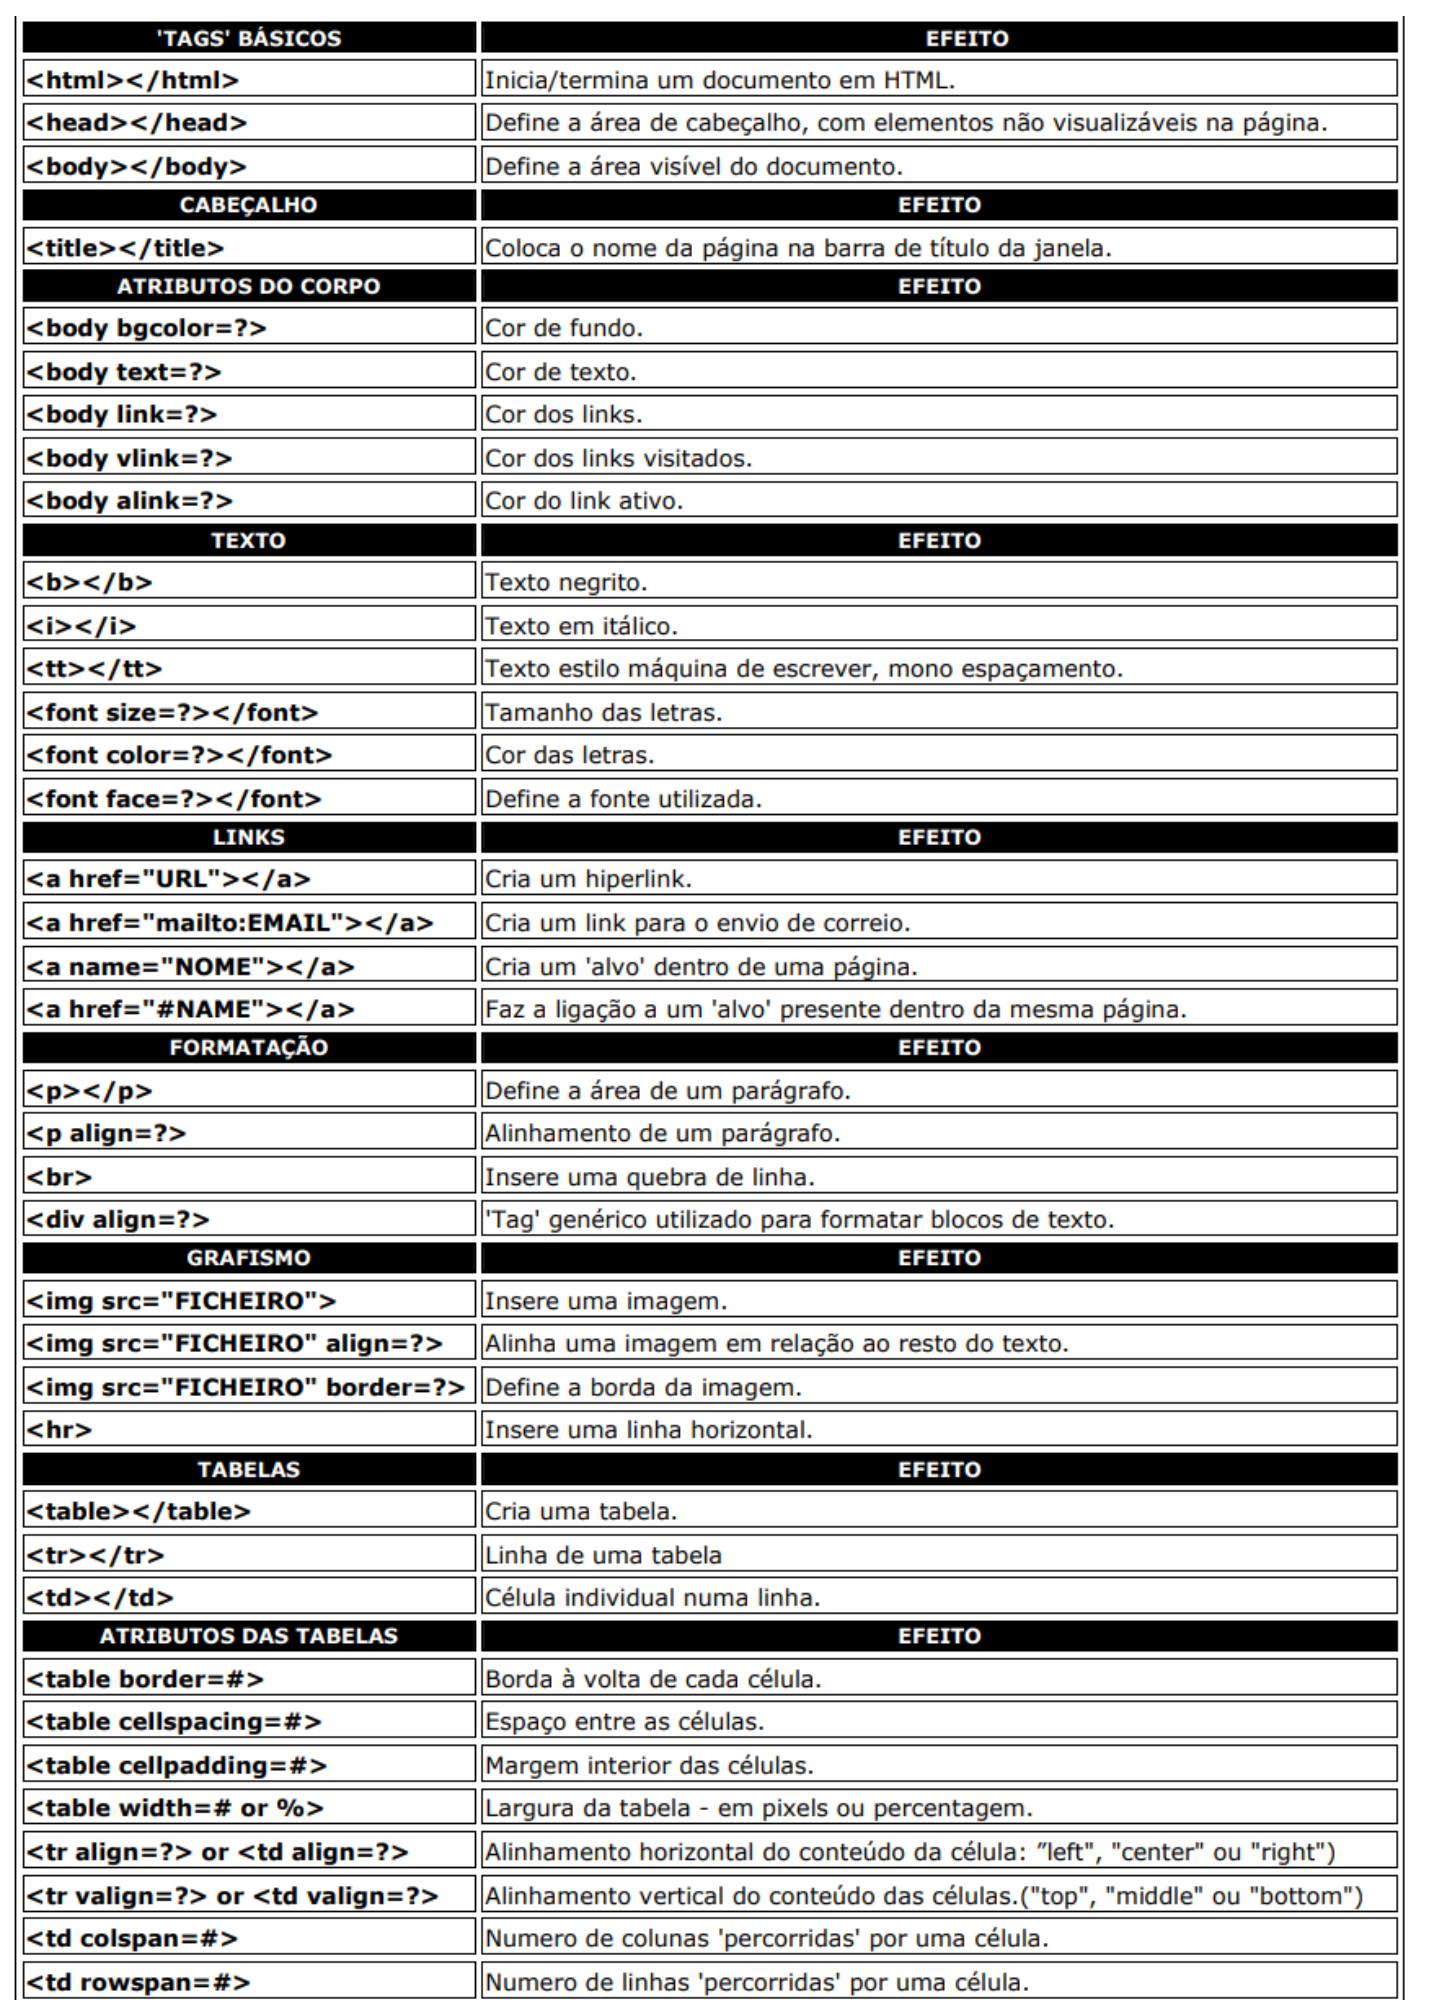 'TAGS' BÁSICOS EFEITO
<html></html> Inicia/termina um documento em HTML.
<head></head> Define a área de cabeçalho, com elementos não visualizáveis na página.
<body></body> Define a área visível do documento.
CABEÇALHO EFEITO
<title></title> Coloca o nome da página na barra de título da janela.
ATRIBUTOS DO CORPO EFEITO
<body bgcolor=?> Cor de fundo.
<body text=?> Cor de texto.
<body link=?> Cor dos links.
<body vlink=?> Cor dos links visitados.
<body alink=?> Cor do link ativo.
TEXTO EFEITO
<b></b> Texto negrito.
<i></i> Texto em itálico.
<tt></tt> Texto estilo máquina de escrever, mono espaçamento.
<font size=?></font> Tamanho das letras.
<font color=?></font> Cor das letras.
<font face=?></font> Define a fonte utilizada.
LINKS EFEITO
<a href="URL"></a> Cria um hiperlink.
<a href="mailto:EMAIL"></a> Cria um link para o envio de correio.
<a name="NOME"></a> Cria um 'alvo' dentro de uma página.
<a href="#NAME"></a> Faz a ligação a um 'alvo' presente dentro da mesma página.
FORMATAÇÃO EFEITO
<p></p> Define a área de um parágrafo.
<p align=?> Alinhamento de um parágrafo.
<br> Insere uma quebra de linha.
<div align=?> 'Tag' genérico utilizado para formatar blocos de texto.
GRAFISMO EFEITO
<img src="FICHEIRO"> Insere uma imagem.
<img src="FICHEIRO" align=?> Alinha uma imagem em relação ao resto do texto.
<img src="FICHEIRO" border=?> Define a borda da imagem.
<hr> Insere uma linha horizontal.
TABELAS EFEITO
<table></table> Cria uma tabela.
<tr></tr> Linha de uma tabela
<td></td> Célula individual numa linha.
ATRIBUTOS DAS TABELAS EFEITO
<table border=#> Borda à volta de cada célula.
<table cellspacing=#> Espaço entre as células.
<table cellpadding=#> Margem interior das células.
<table width=# or %> Largura da tabela - em pixels ou percentagem.
<tr align=?> or <td align=?> Alinhamento horizontal do conteúdo da célula: ”left", "center" ou "right")
<tr valign=?> or <td valign=?> Alinhamento vertical do conteúdo das células.("top", "middle" ou "bottom")
<td colspan=#> Numero de colunas 'percorridas' por uma célula.
<td rowspan=#> Numero de linhas 'percorridas' por uma célula.